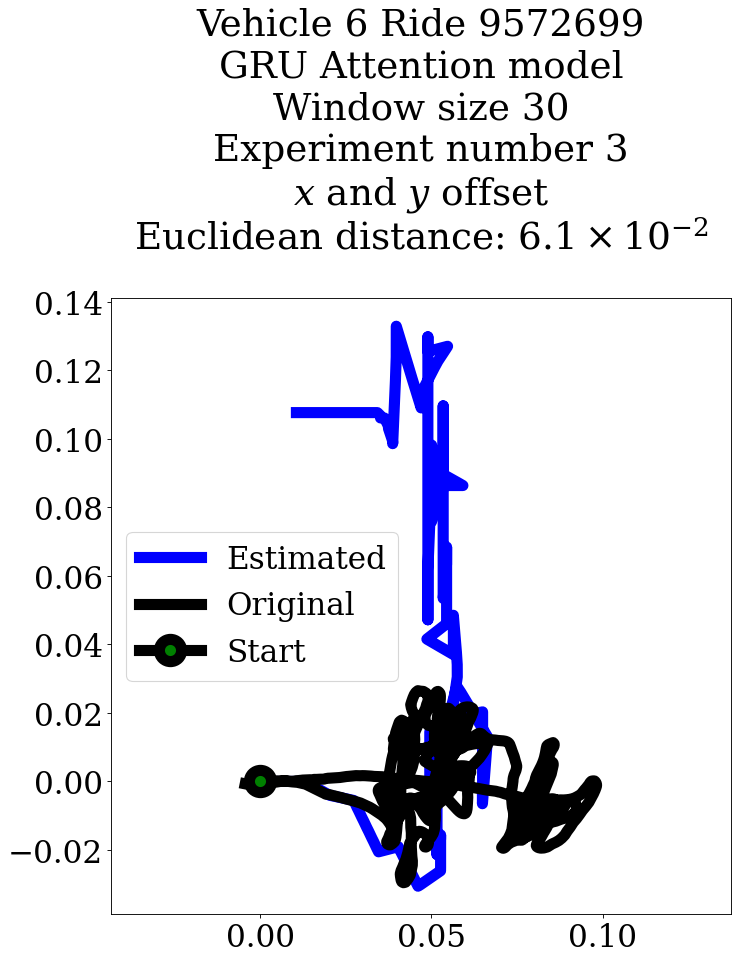 Vehicle 6 Ride 9572699
GRU Attention model
Window size 30
Experiment number 3
x and y offset
Euclidean distance: 6.1 × 10⁻²
0.14
0.12
0.10
0.08
0.06
0.04
0.02
0.00
−0.02
Estimated
Original
Start
0.00 0.05 0.10